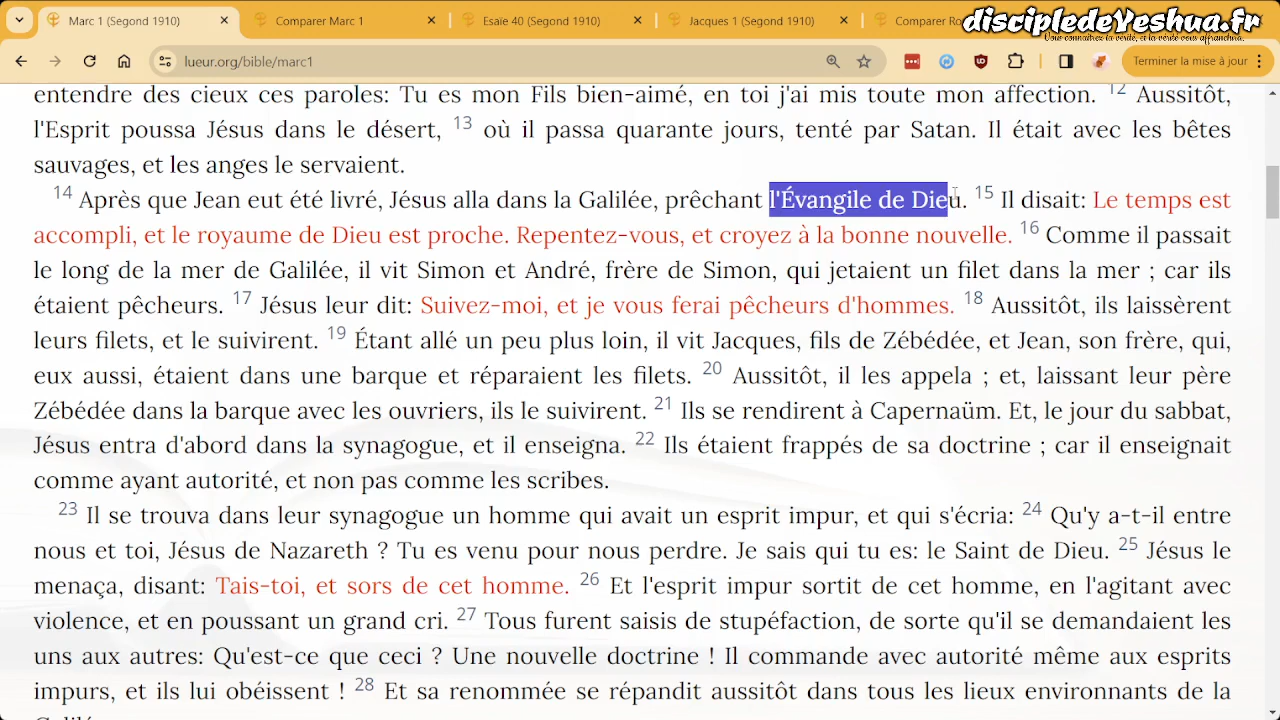 Marc 1 (Segond 1910)
Comparer Marc 1
Esaïe 40 (Segond 1910)
Jacques 1 (Segond 1910)
Comparer Ro
discipledeYeshua.fr
Vous connaîtrez la vérité, et la vérité vous affranchira.
lueur.org/bible/marc1
Terminer la mise à jour
entendre des cieux ces paroles: Tu es mon Fils bien-aimé, en toi j'ai mis toute mon affection. 12 Aussitôt,
l'Esprit poussa Jésus dans le désert, 13 où il passa quarante jours, tenté par Satan. Il était avec les bêtes
sauvages, et les anges le servaient.
14 Après que Jean eut été livré, Jésus alla dans la Galilée, prêchant l'Évangile de Dieu. 15 Il disait: Le temps est
accompli, et le royaume de Dieu est proche. Repentez-vous, et croyez à la bonne nouvelle. 16 Comme il passait
le long de la mer de Galilée, il vit Simon et André, frère de Simon, qui jetaient un filet dans la mer ; car ils
étaient pêcheurs. 17 Jésus leur dit: Suivez-moi, et je vous ferai pêcheurs d'hommes. 18 Aussitôt, ils laissèrent
leurs filets, et le suivirent. 19 Étant allé un peu plus loin, il vit Jacques, fils de Zébédée, et Jean, son frère, qui,
eux aussi, étaient dans une barque et réparaient les filets. 20 Aussitôt, il les appela ; et, laissant leur père
Zébédée dans la barque avec les ouvriers, ils le suivirent. 21 Ils se rendirent à Capernaüm. Et, le jour du sabbat,
Jésus entra d'abord dans la synagogue, et il enseigna. 22 Ils étaient frappés de sa doctrine ; car il enseignait
comme ayant autorité, et non pas comme les scribes.
23 Il se trouva dans leur synagogue un homme qui avait un esprit impur, et qui s'écria: 24 Qu'y a-t-il entre
nous et toi, Jésus de Nazareth ? Tu es venu pour nous perdre. Je sais qui tu es: le Saint de Dieu. 25 Jésus le
menaça, disant: Tais-toi, et sors de cet homme. 26 Et l'esprit impur sortit de cet homme, en l'agitant avec
violence, et en poussant un grand cri. 27 Tous furent saisis de stupéfaction, de sorte qu'il se demandaient les
uns aux autres: Qu'est-ce que ceci ? Une nouvelle doctrine ! Il commande avec autorité même aux esprits
impurs, et ils lui obéissent ! 28 Et sa renommée se répandit aussitôt dans tous les lieux environnants de la